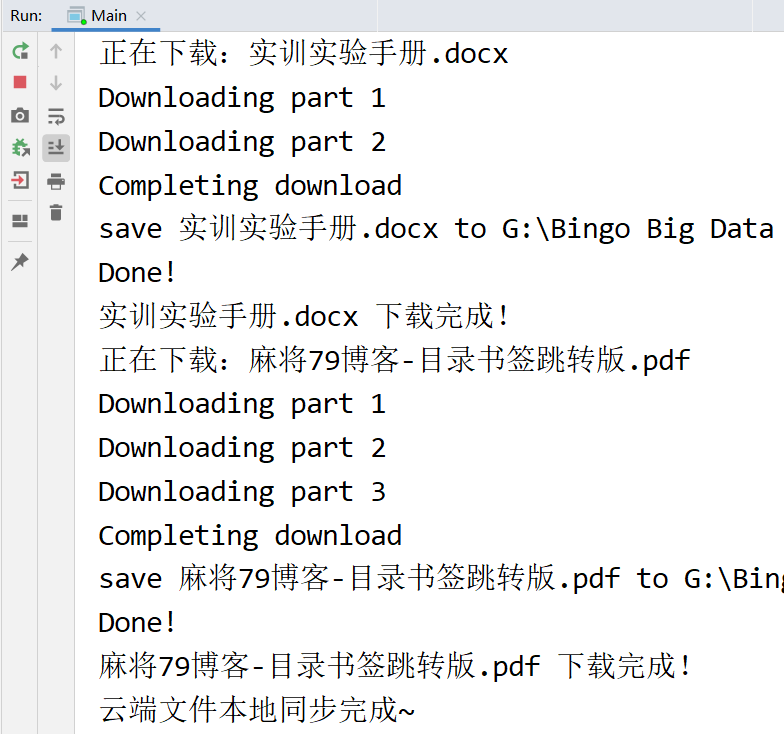 Run: Main
正在下载：实训实验手册.docx
Downloading part 1
Downloading part 2
Completing download
save 实训实验手册.docx to G:\Bingo Big Data
Done!
实训实验手册.docx 下载完成！
正在下载：麻将79博客-目录书签跳转版.pdf
Downloading part 1
Downloading part 2
Downloading part 3
Completing download
save 麻将79博客-目录书签跳转版.pdf to G:\Bing
Done!
麻将79博客-目录书签跳转版.pdf 下载完成！
云端文件本地同步完成~